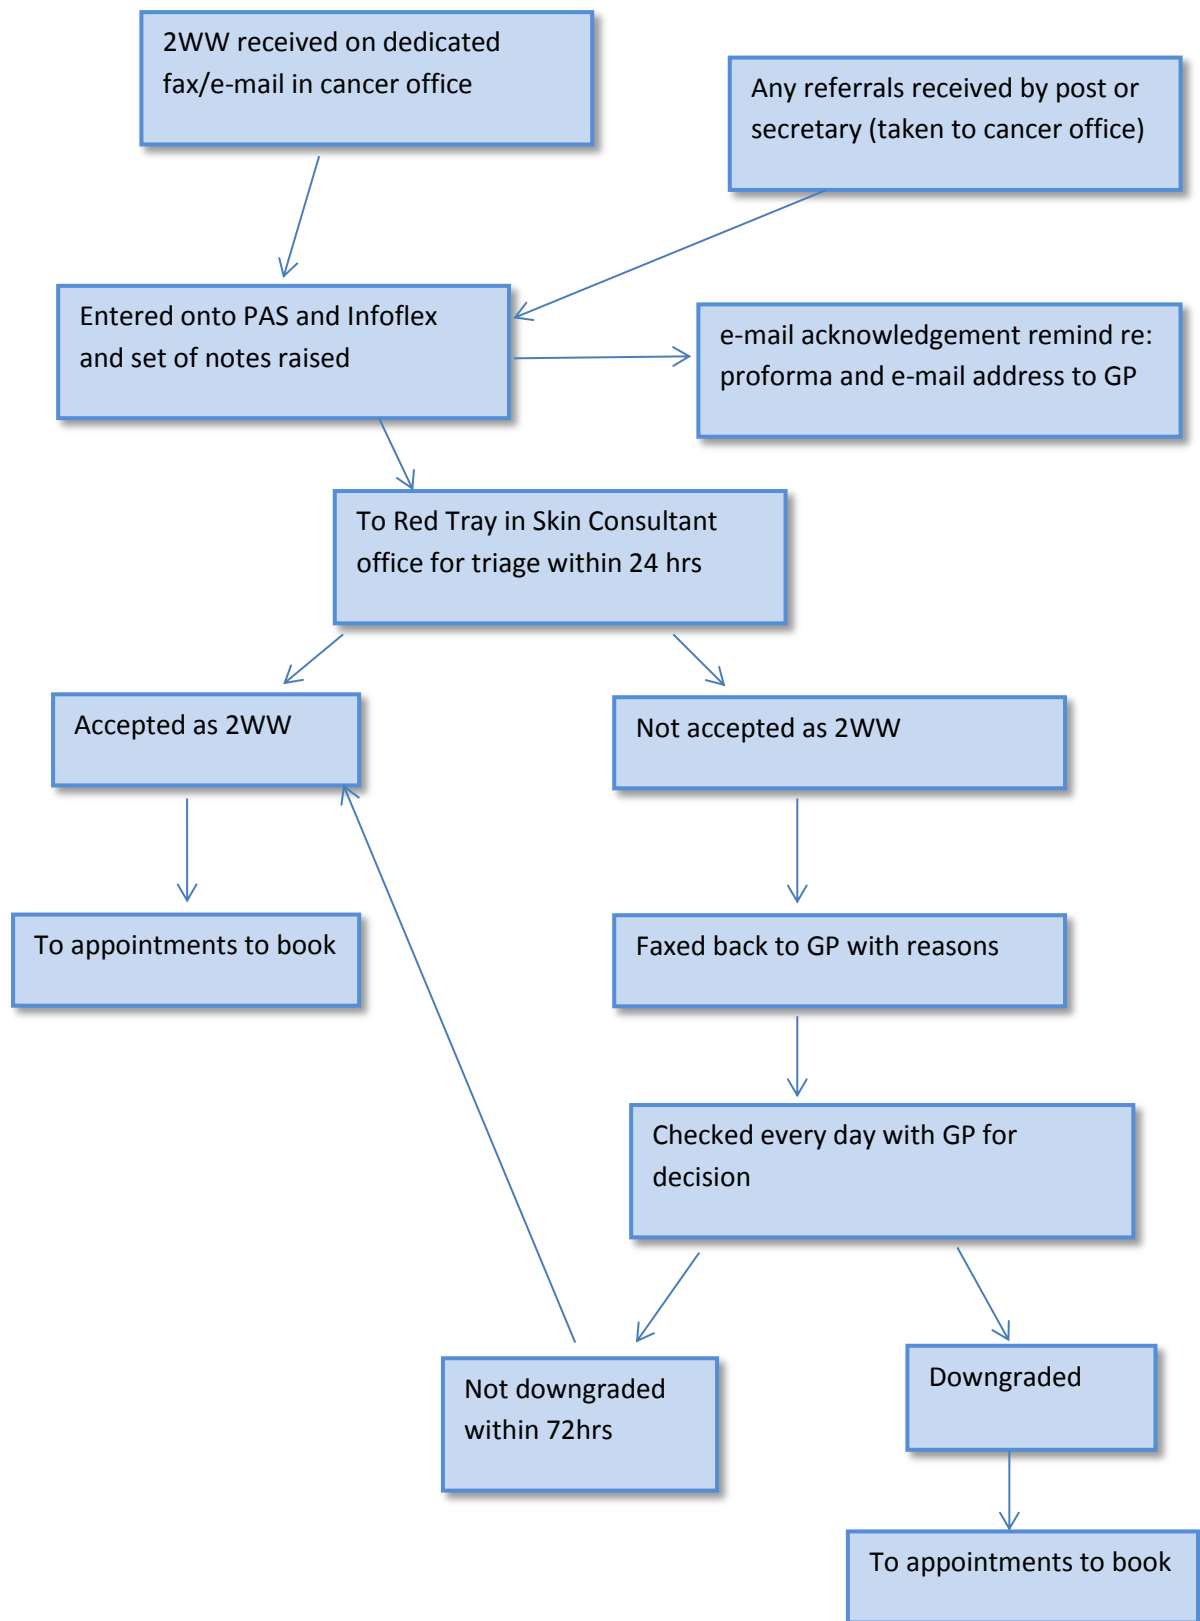 2WW received on dedicated
fax/e-mail in cancer office
Any referrals received by post or
secretary (taken to cancer office)
Entered onto PAS and Infoflex
and set of notes raised
e-mail acknowledgement remind re:
proforma and e-mail address to GP
To Red Tray in Skin Consultant
office for triage within 24 hrs
Accepted as 2WW
Not accepted as 2WW
To appointments to book
Faxed back to GP with reasons
Checked every day with GP for
decision
Not downgraded
within 72hrs
Downgraded
To appointments to book